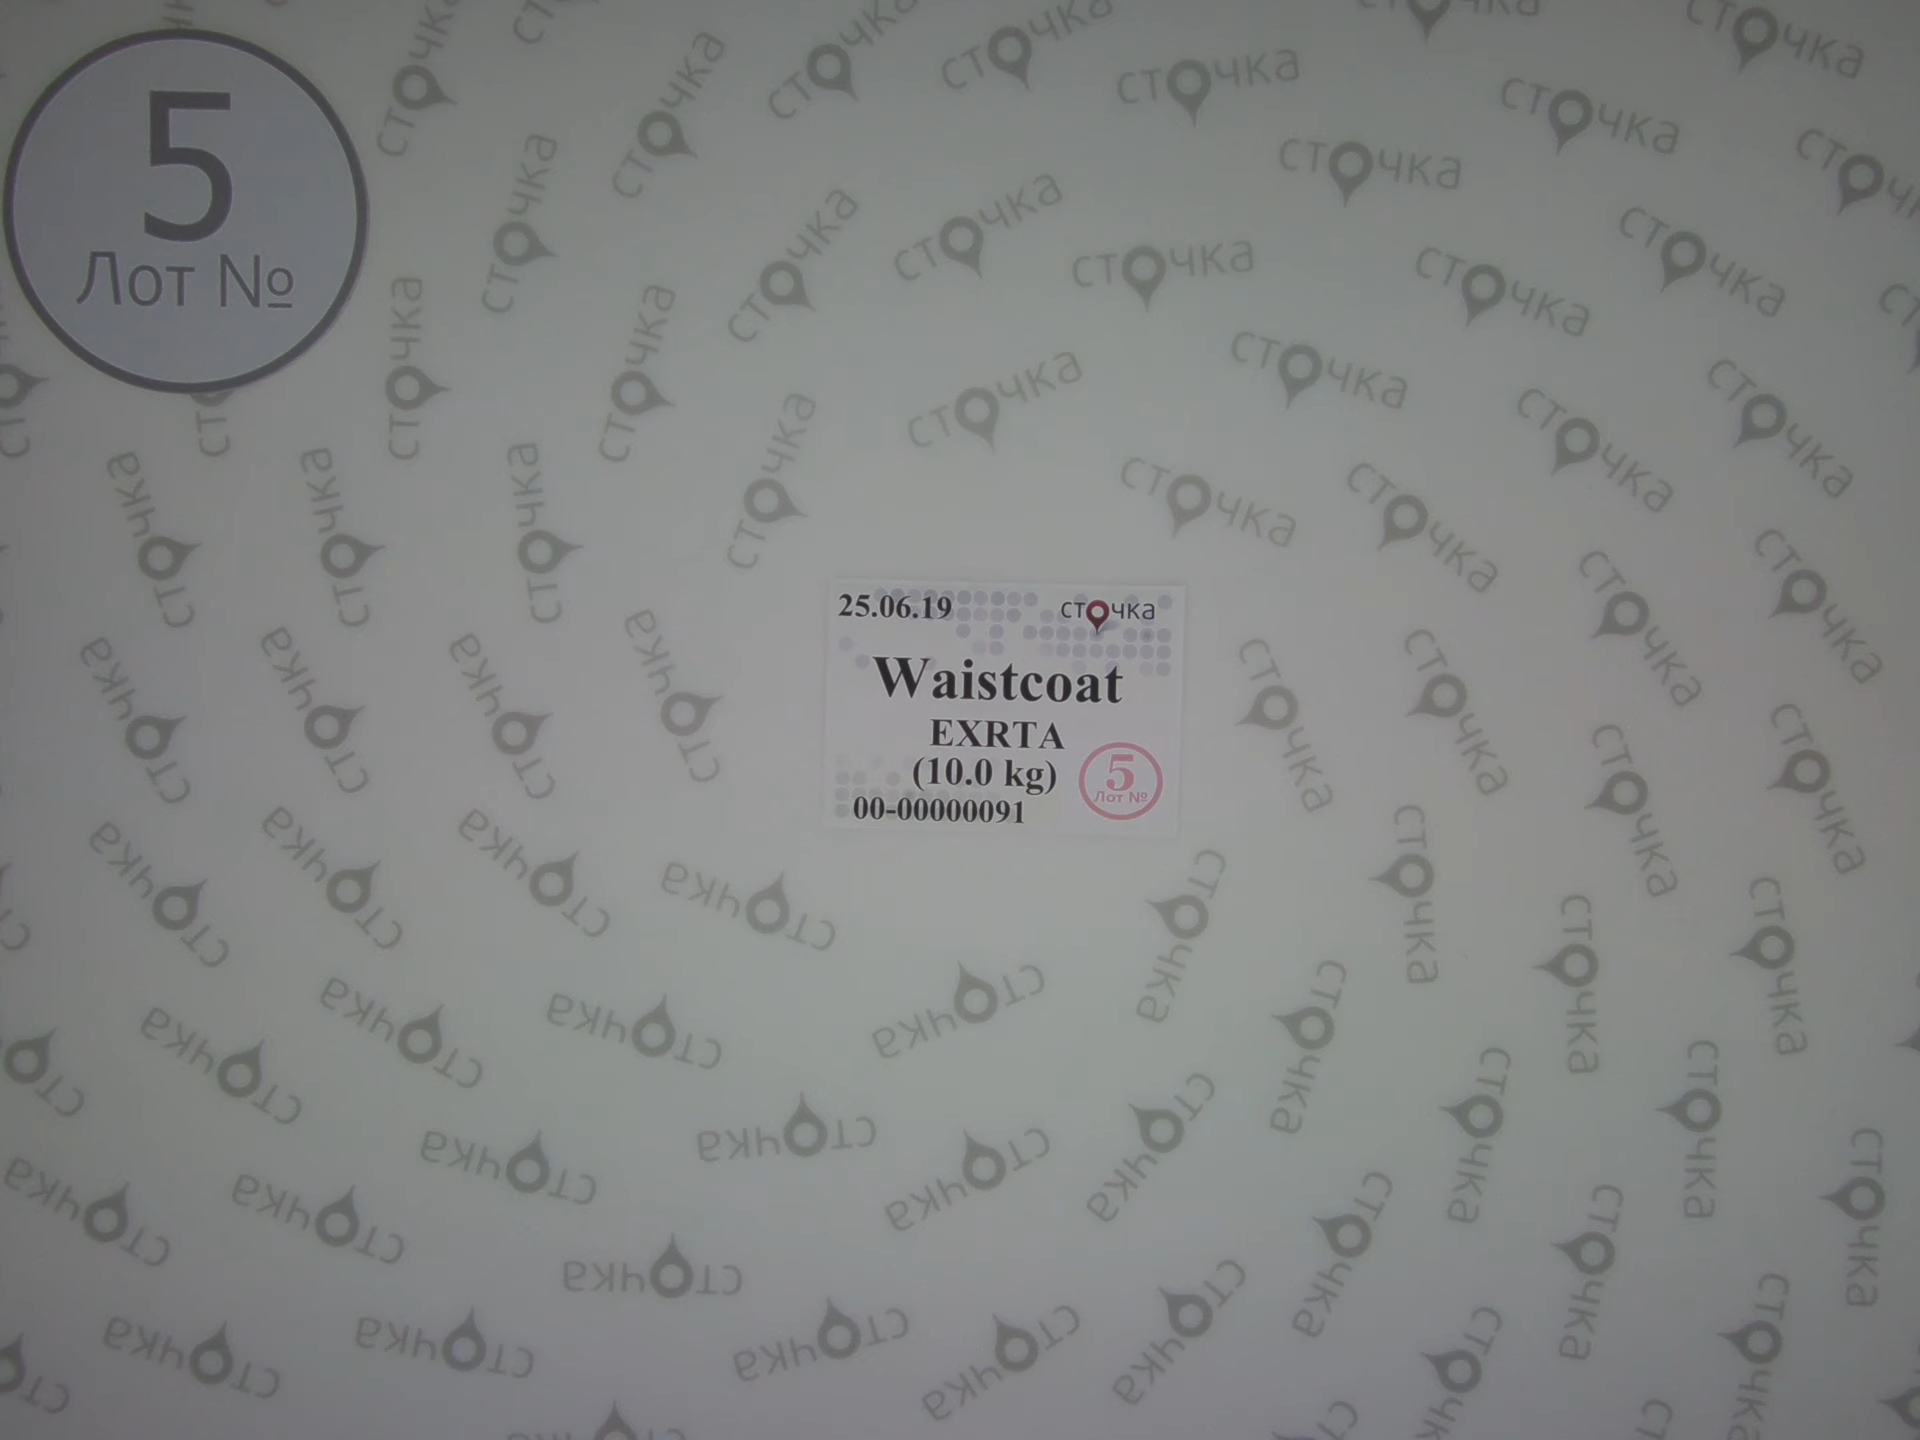 5
Лот №
25.06.19
сточка
Waistcoat
EXRTA
(10.0 kg)
5
Лот №
00-00000091